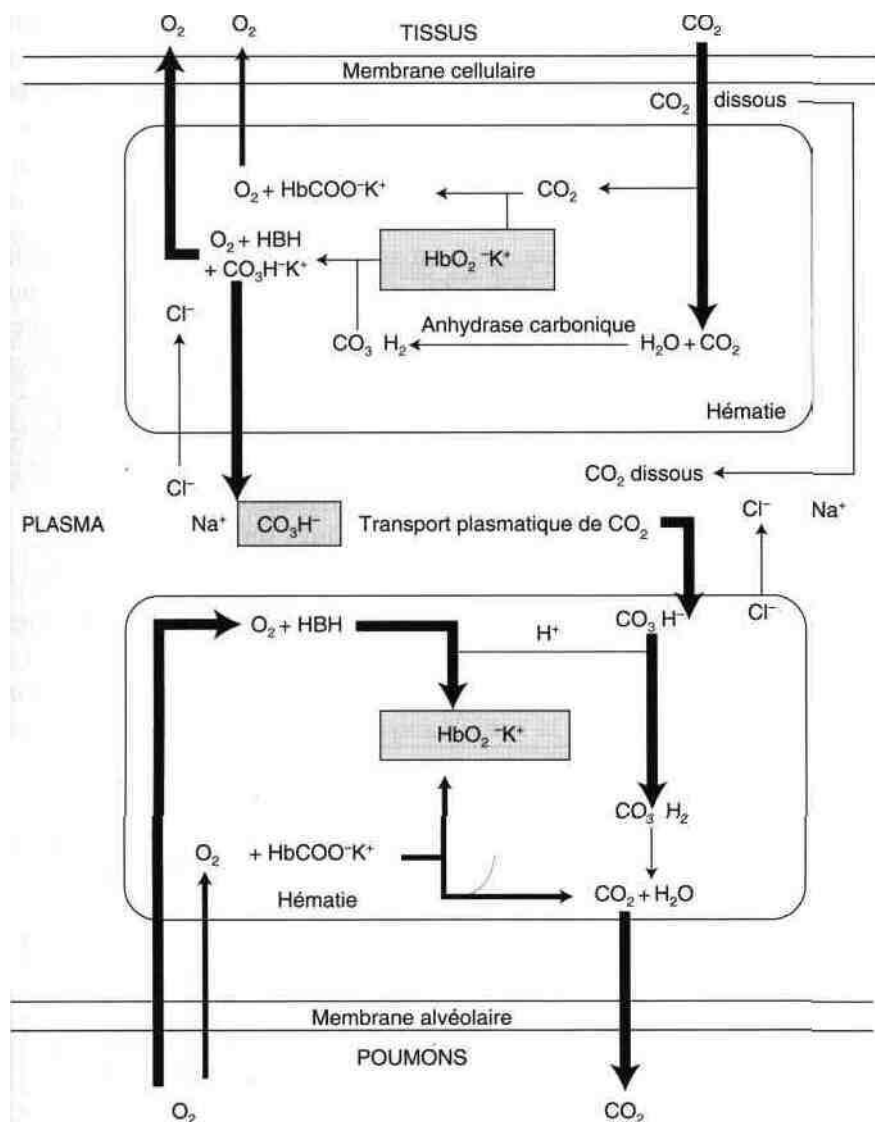 O₂ O₂ TISSUS CO₂
Membrane cellulaire
CO₂ dissous
O₂ + HbCOO⁻K⁺ CO₂
O₂ + HBH
+ CO₃H⁻K⁺
HbO₂ ⁻K⁺
Cl⁻
Anhydrase carbonique
CO₃ H₂ H₂O + CO₂
Hématie
CO₂ dissous
Cl⁻
PLASMA Na⁺ CO₃H⁻ Transport plasmatique de CO₂ Cl⁻ Na⁺
O₂ + HBH H⁺ CO₃ H⁻ Cl⁻
HbO₂ ⁻K⁺
CO₃ H₂
O₂ + HbCOO⁻K⁺
Hématie CO₂ + H₂O
Membrane alvéolaire
POUMONS
O₂ CO₂